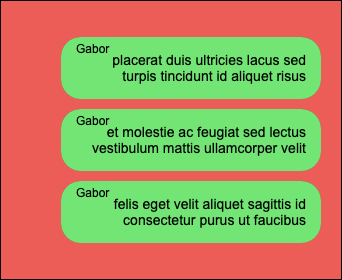 Gabor
placerat duis ultricies lacus sed
turpis tincidunt id aliquet risus
Gabor
et molestie ac feugiat sed lectus
vestibulum mattis ullamcorper velit
Gabor
felis eget velit aliquet sagittis id
consectetur purus ut faucibus